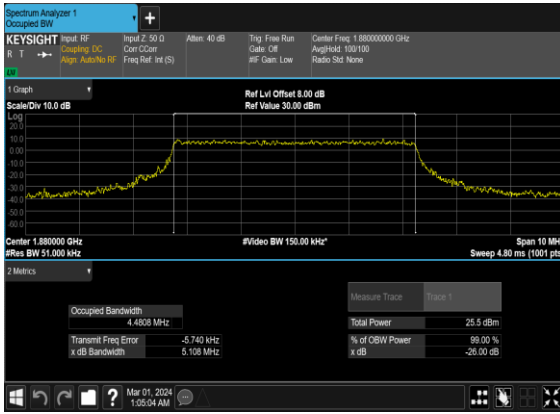 Spectrum Analyzer 1
Occupied BW
+
KEYSIGHT
R T
LW
Input: RF
Coupling: DC
Align: Auto/No RF
Input Z: 50 Ω
Corr CCorr
Freq Ref: Int (S)
Atten: 40 dB
Trig: Free Run
Gate: Off
#IF Gain: Low
Center Freq: 1.880000000 GHz
Avg|Hold: 100/100
Radio Std: None
1 Graph
Scale/Div 10.0 dB
Ref Lvl Offset 8.00 dB
Ref Value 30.00 dBm
Log
20.0
10.0
0.00
-10.0
-20.0
-30.0
-40.0
-50.0
-60.0
Center 1.880000 GHz
#Res BW 51.000 kHz
#Video BW 150.00 kHz*
Span 10 MH
Sweep 4.80 ms (1001 pts
2 Metrics
Measure Trace Trace 1
Occupied Bandwidth
4.4808 MHz
Total Power 25.5 dBm
Transmit Freq Error -5.740 kHz
% of OBW Power 99.00 %
x dB Bandwidth 5.108 MHz
x dB -26.00 dB
?
Mar 01, 2024
1:05:04 AM